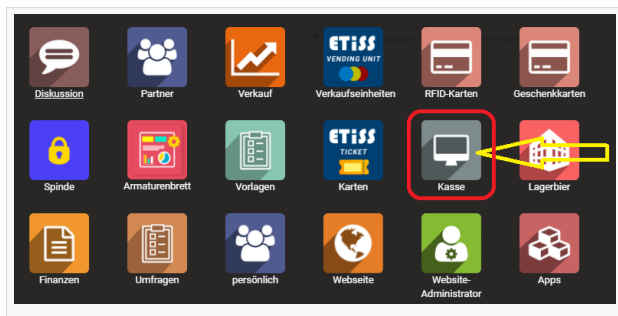 ETISS
VENDING UNIT
Diskussion
Partner
Verkauf
Verkaufseinheiten
RFID-Karten
Geschenkkarten
ETISS
TICKET
Spinde
Armaturenbrett
Vorlagen
Karten
Kasse
Lagerbier
Finanzen
Umfragen
persönlich
Webseite
Website-
Administrator
Apps